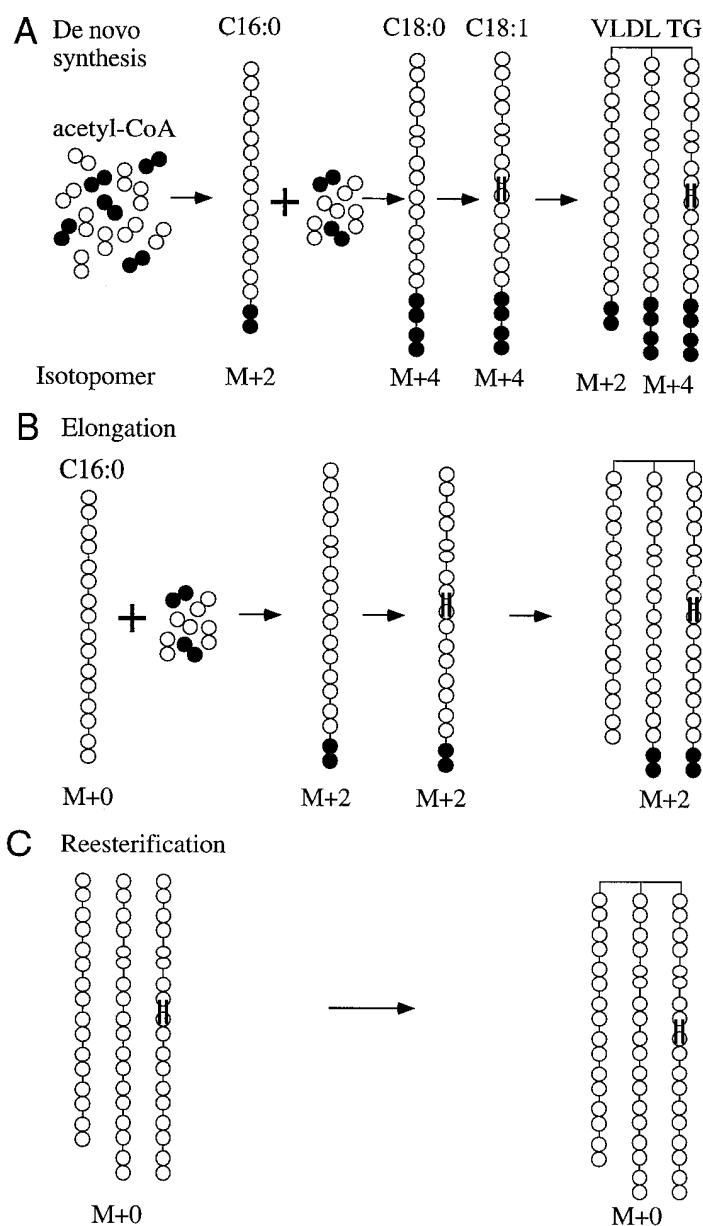 A De novo synthesis
C16:0 C18:0 C18:1 VLDL TG
acetyl-CoA
+
Isotopomer M+2 M+4 M+4 M+2 M+4
B Elongation
C16:0
+
M+0 M+2 M+2 M+2
C Reesterification
M+0 M+0